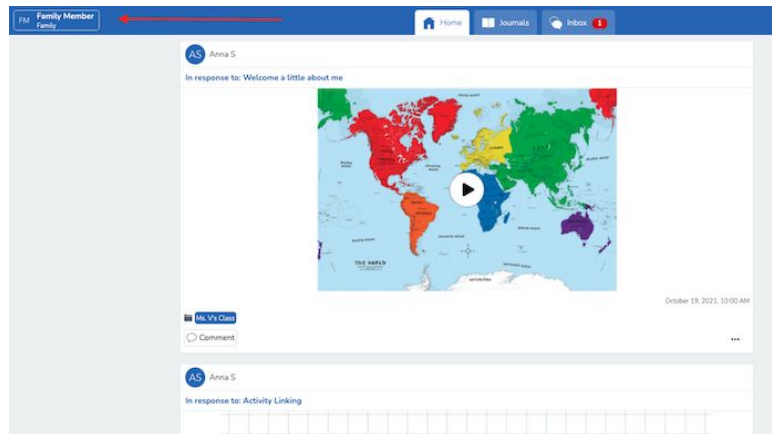 FM Family Member
Family
Home
Journals
Inbox 1
AS Anna S
In response to: Welcome a little about me
THE WORLD
October 19, 2021, 10:00 AM
Ms. V's Class
Comment
AS Anna S
In response to: Activity Linking